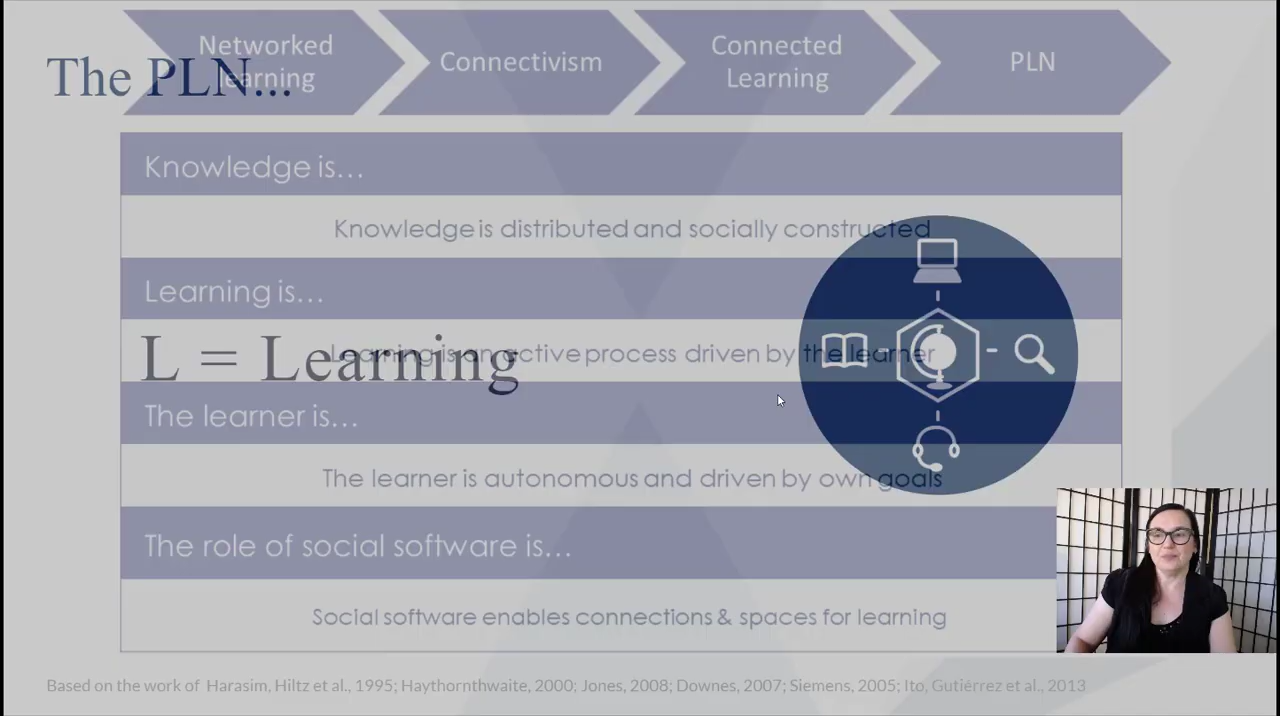 Networked
learning
Connectivism
Connected
Learning
PLN
The PLN...
Knowledge is...
Knowledge is distributed and socially constructed
Learning is...
L = Learning
Learning is an active process driven by the learner
The learner is...
The learner is autonomous and driven by own goals
The role of social software is...
Social software enables connections & spaces for learning
Based on the work of Harasim, Hiltz et al., 1995; Haythornthwaite, 2000; Jones, 2008; Downes, 2007; Siemens, 2005; Ito, Gutiérrez et al., 2013